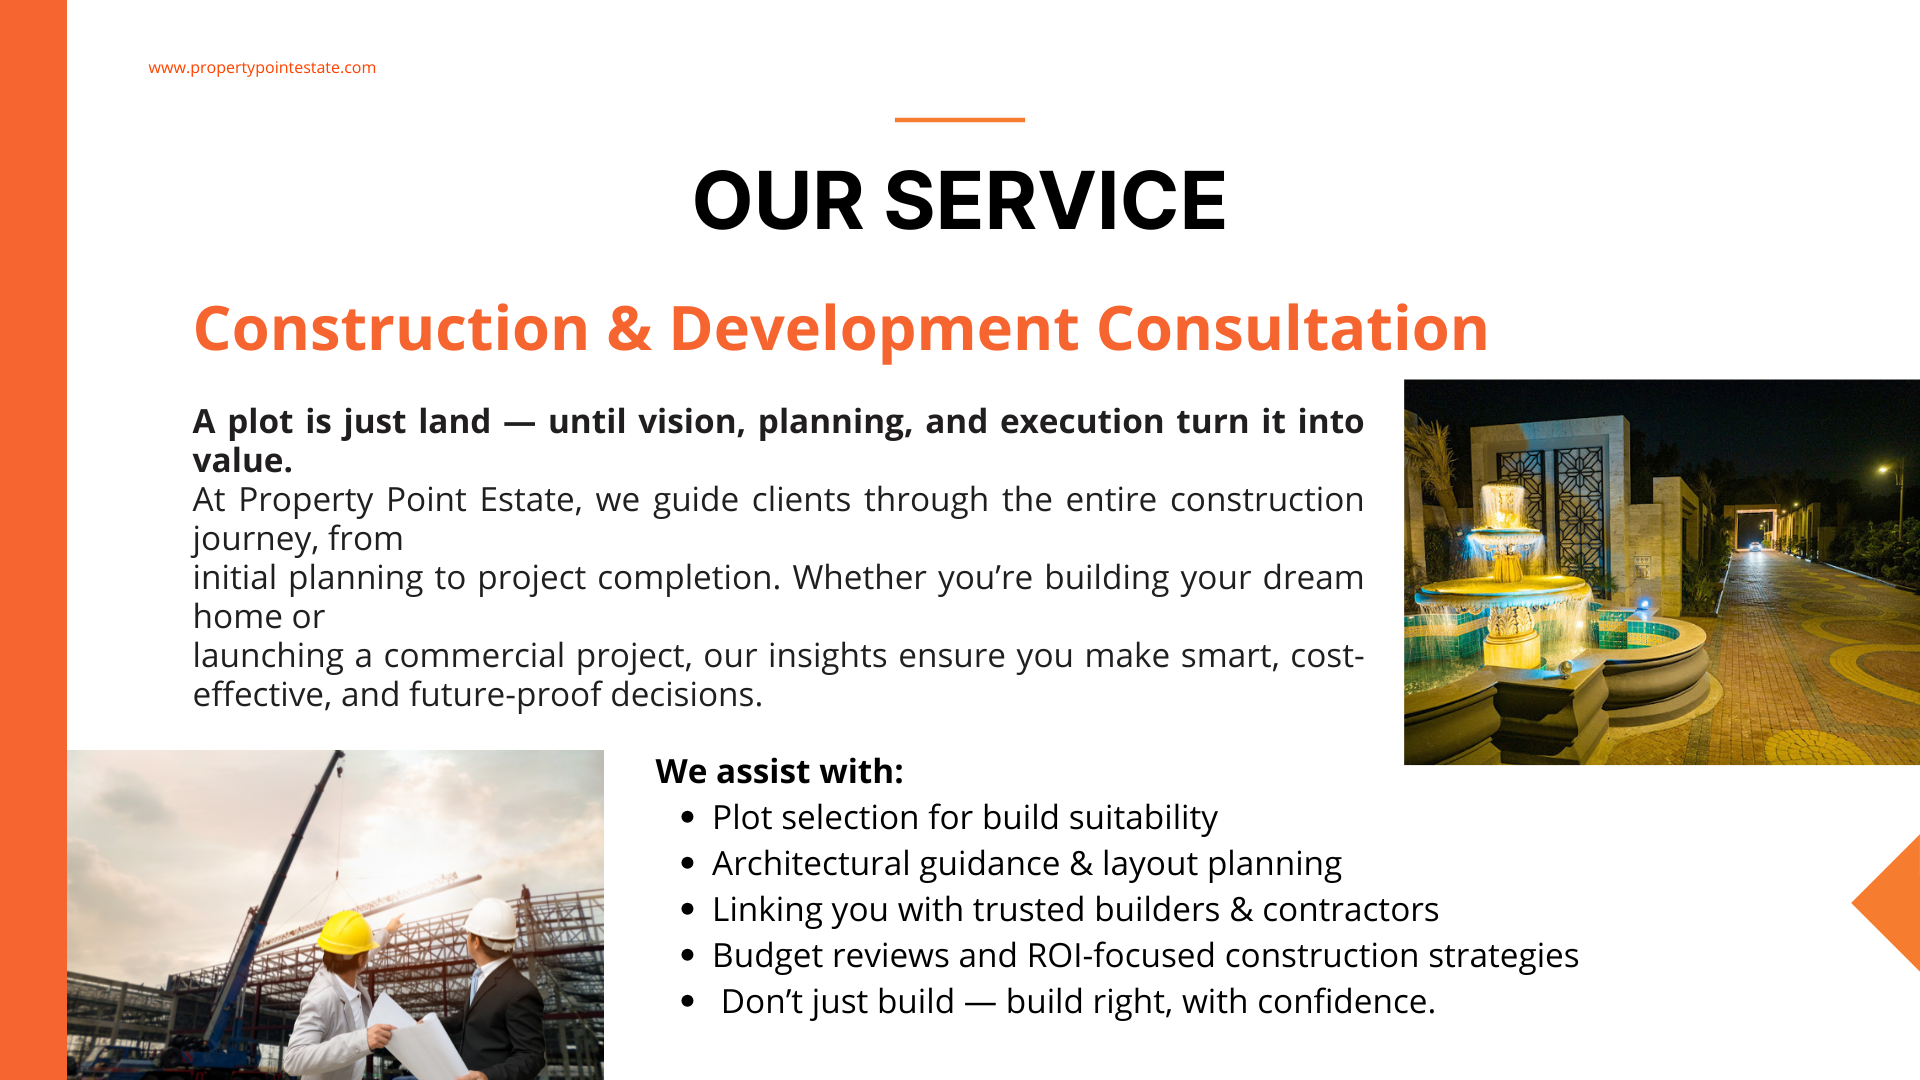 www.propertypointestate.com
OUR SERVICE
Construction & Development Consultation
A plot is just land — until vision, planning, and execution turn it into
value.
At Property Point Estate, we guide clients through the entire construction
journey, from
initial planning to project completion. Whether you’re building your dream
home or
launching a commercial project, our insights ensure you make smart, cost-
effective, and future-proof decisions.
We assist with:
• Plot selection for build suitability
• Architectural guidance & layout planning
• Linking you with trusted builders & contractors
• Budget reviews and ROI-focused construction strategies
• Don’t just build — build right, with confidence.